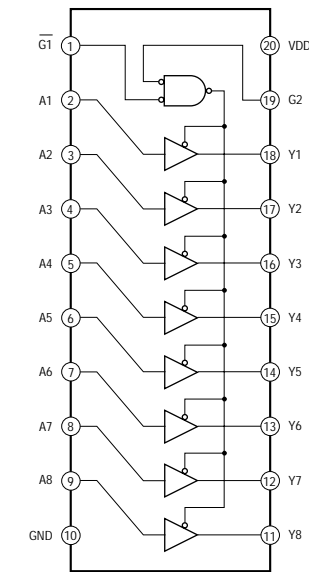 G1 1 20 VDD
19 G2
A1 2
18 Y1
A2 3
17 Y2
A3 4
16 Y3
A4 5
15 Y4
A5 6
14 Y5
A6 7
13 Y6
A7 8
12 Y7
A8 9
GND 10 11 Y8